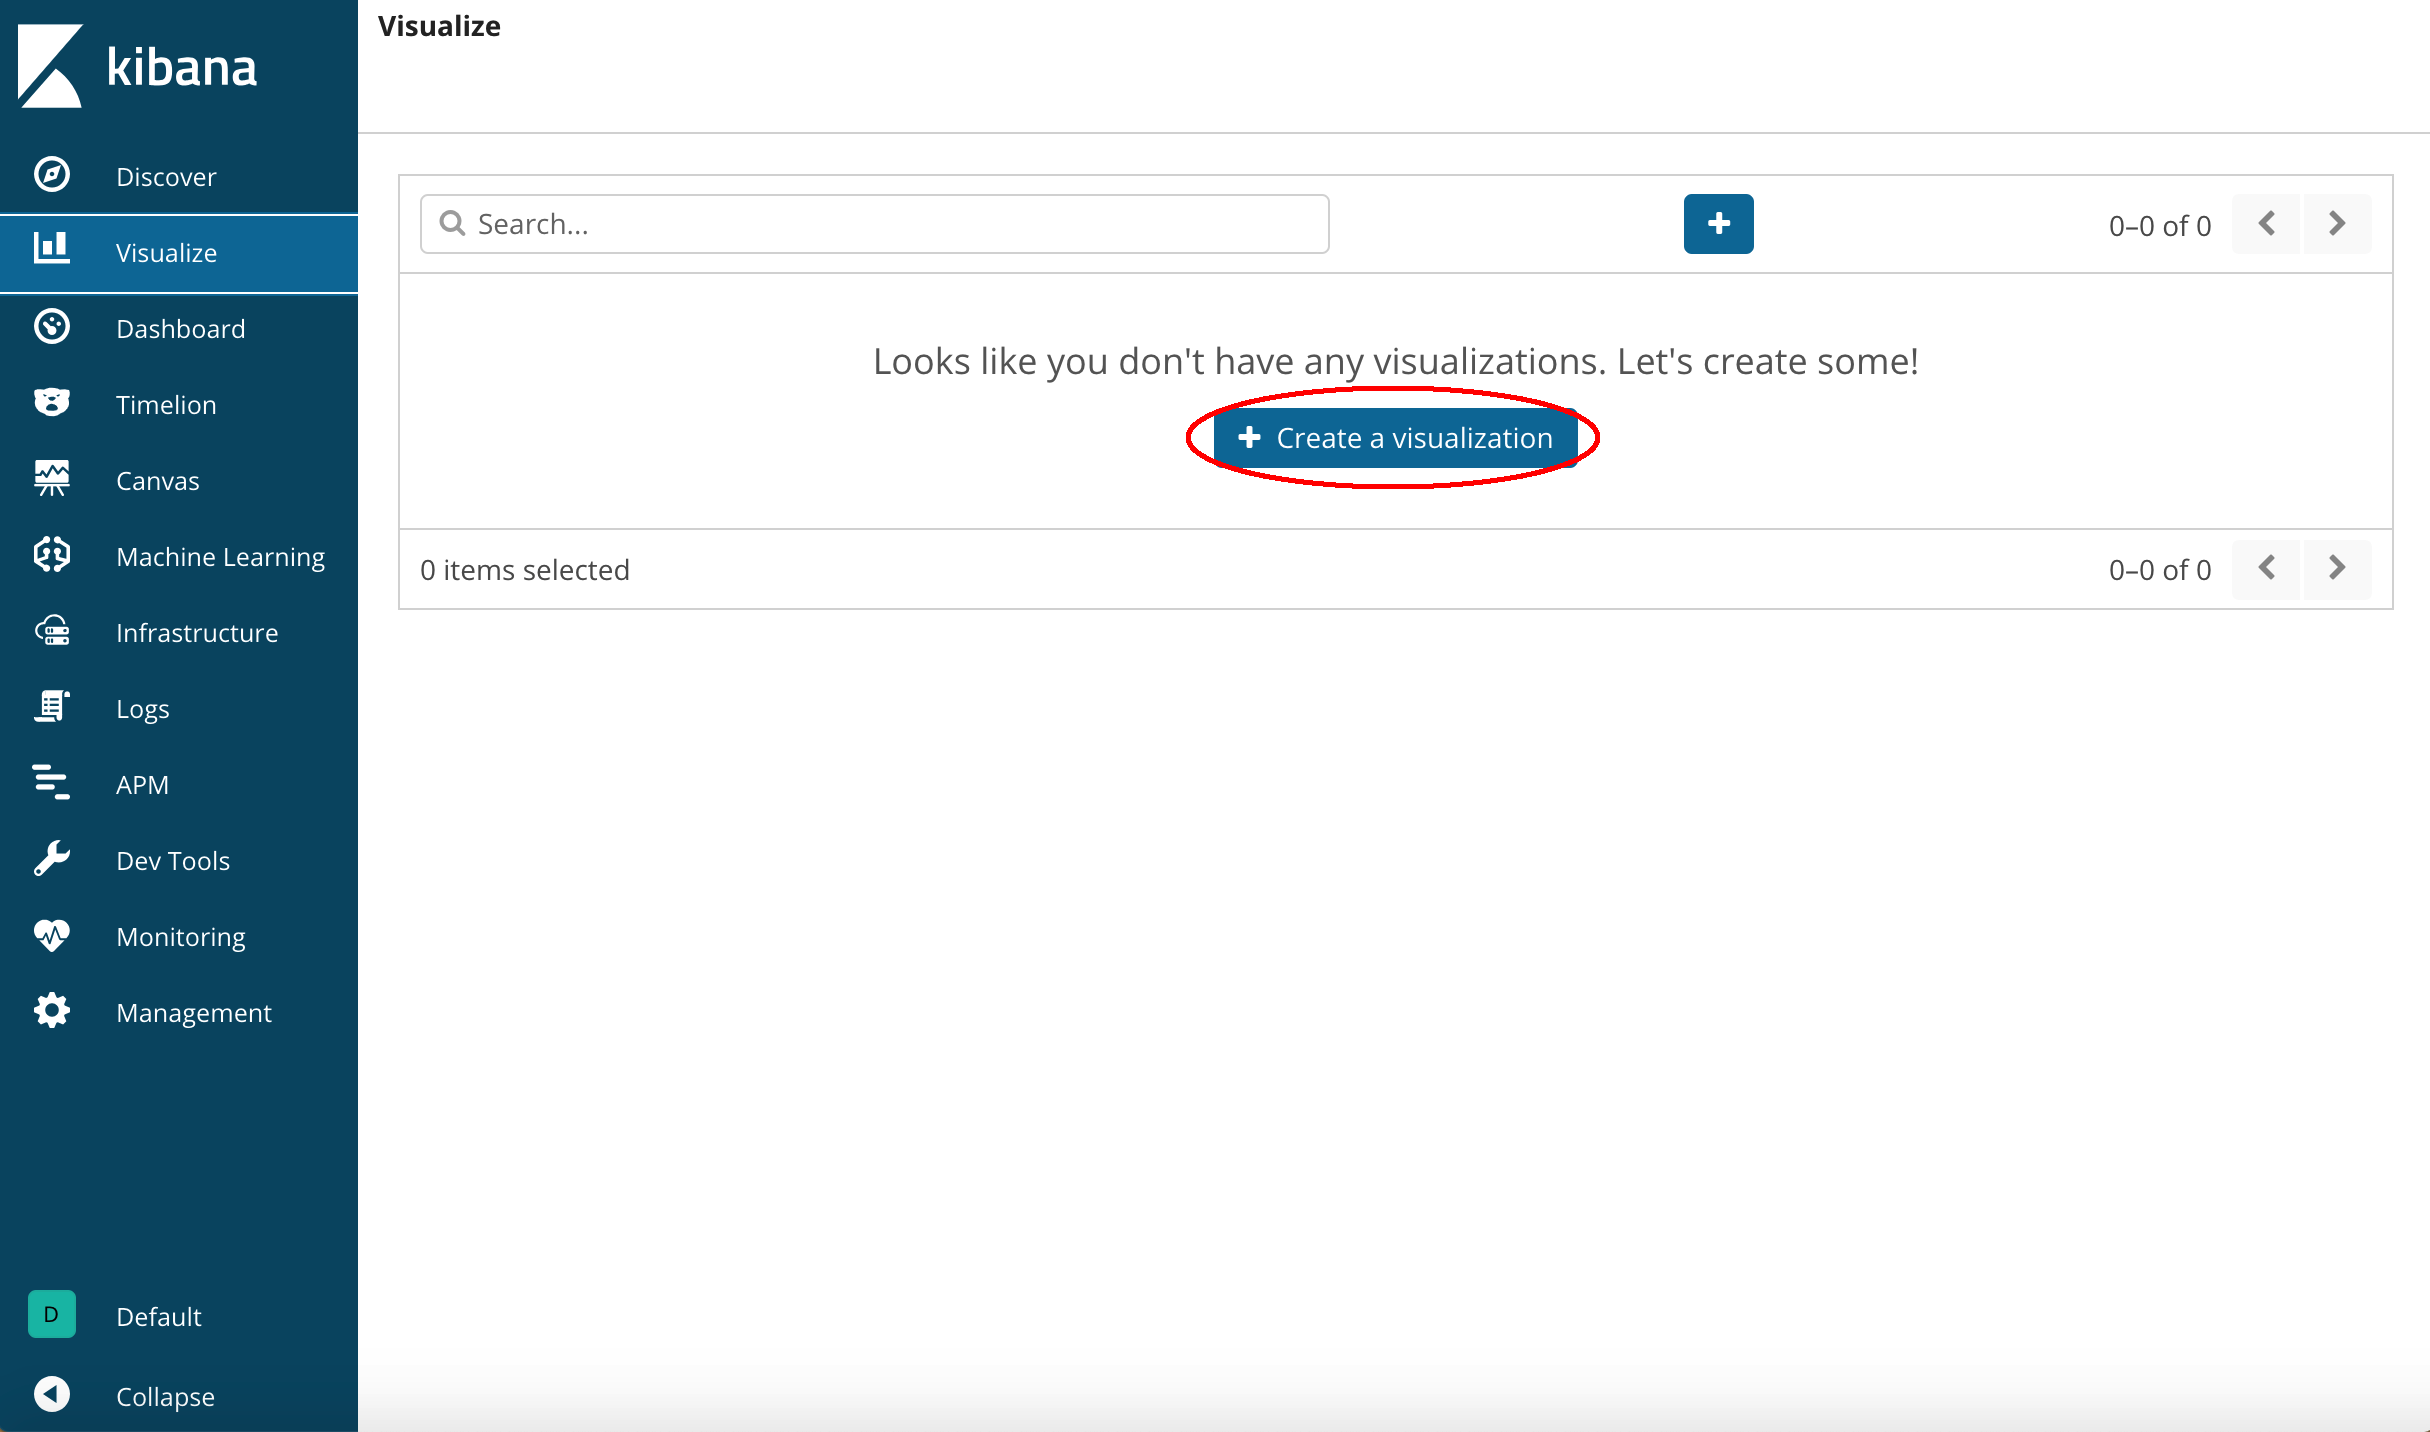 kibana
Discover
Visualize
Dashboard
Timelion
Canvas
Machine Learning
Infrastructure
Logs
APM
Dev Tools
Monitoring
Management
D Default
Collapse
Visualize
Search...
0–0 of 0
Looks like you don't have any visualizations. Let's create some!
Create a visualization
0 items selected
0–0 of 0